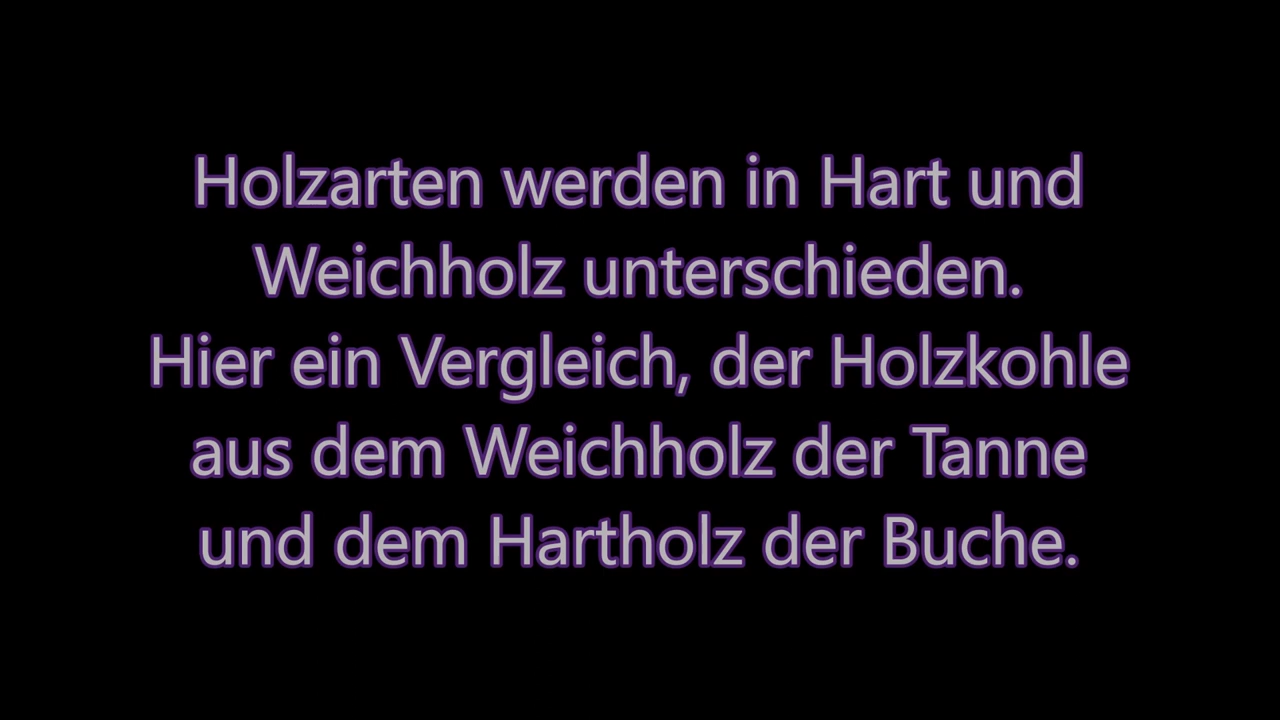 Holzarten werden in Hart und
Weichholz unterschieden.
Hier ein Vergleich, der Holzkohle
aus dem Weichholz der Tanne
und dem Hartholz der Buche.